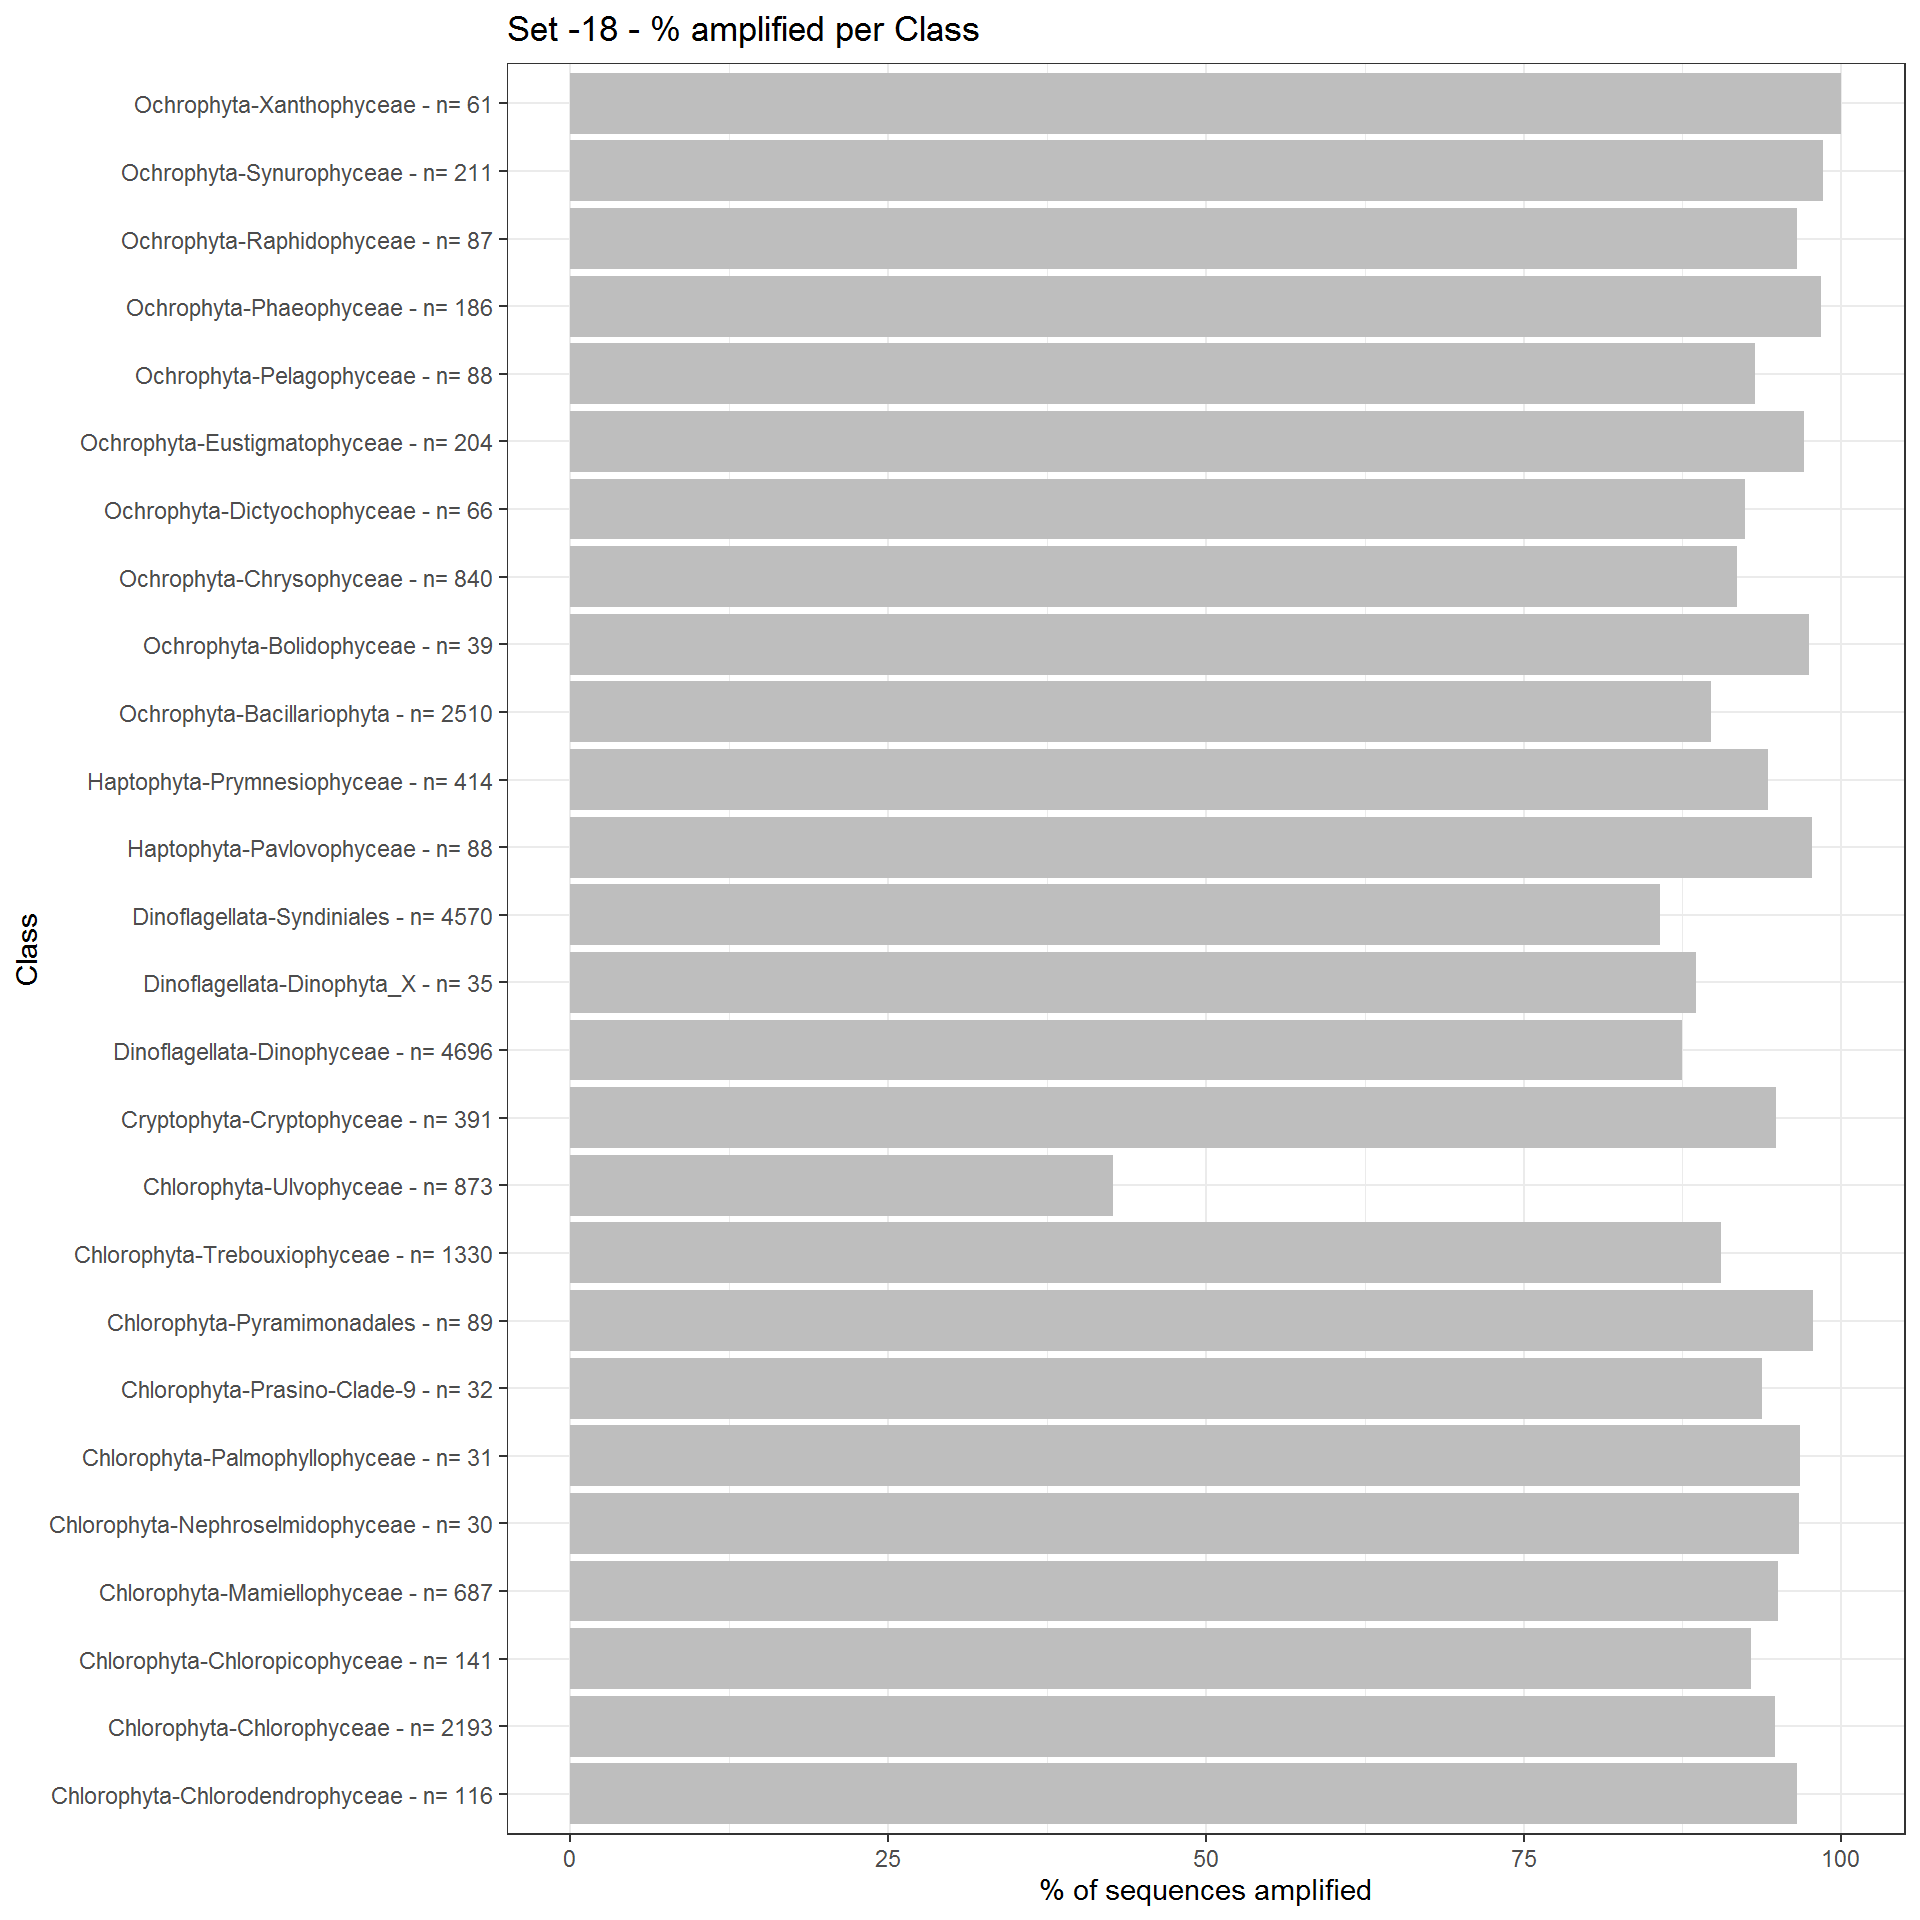 Set -18 - % amplified per Class
Ochrophyta-Xanthophyceae - n= 61
Ochrophyta-Synurophyceae - n= 211
Ochrophyta-Raphidophyceae - n= 87
Ochrophyta-Phaeophyceae - n= 186
Ochrophyta-Pelagophyceae - n= 88
Ochrophyta-Eustigmatophyceae - n= 204
Ochrophyta-Dictyochophyceae - n= 66
Ochrophyta-Chrysophyceae - n= 840
Ochrophyta-Bolidophyceae - n= 39
Ochrophyta-Bacillariophyta - n= 2510
Haptophyta-Prymnesiophyceae - n= 414
Haptophyta-Pavlovophyceae - n= 88
Dinoflagellata-Syndiniales - n= 4570
Dinoflagellata-Dinophyta_X - n= 35
Dinoflagellata-Dinophyceae - n= 4696
Cryptophyta-Cryptophyceae - n= 391
Chlorophyta-Ulvophyceae - n= 873
Chlorophyta-Trebouxiophyceae - n= 1330
Chlorophyta-Pyramimonadales - n= 89
Chlorophyta-Prasino-Clade-9 - n= 32
Chlorophyta-Palmophyllophyceae - n= 31
Chlorophyta-Nephroselmidophyceae - n= 30
Chlorophyta-Mamiellophyceae - n= 687
Chlorophyta-Chloropicophyceae - n= 141
Chlorophyta-Chlorophyceae - n= 2193
Chlorophyta-Chlorodendrophyceae - n= 116
Class
0 25 50 75 100
% of sequences amplified